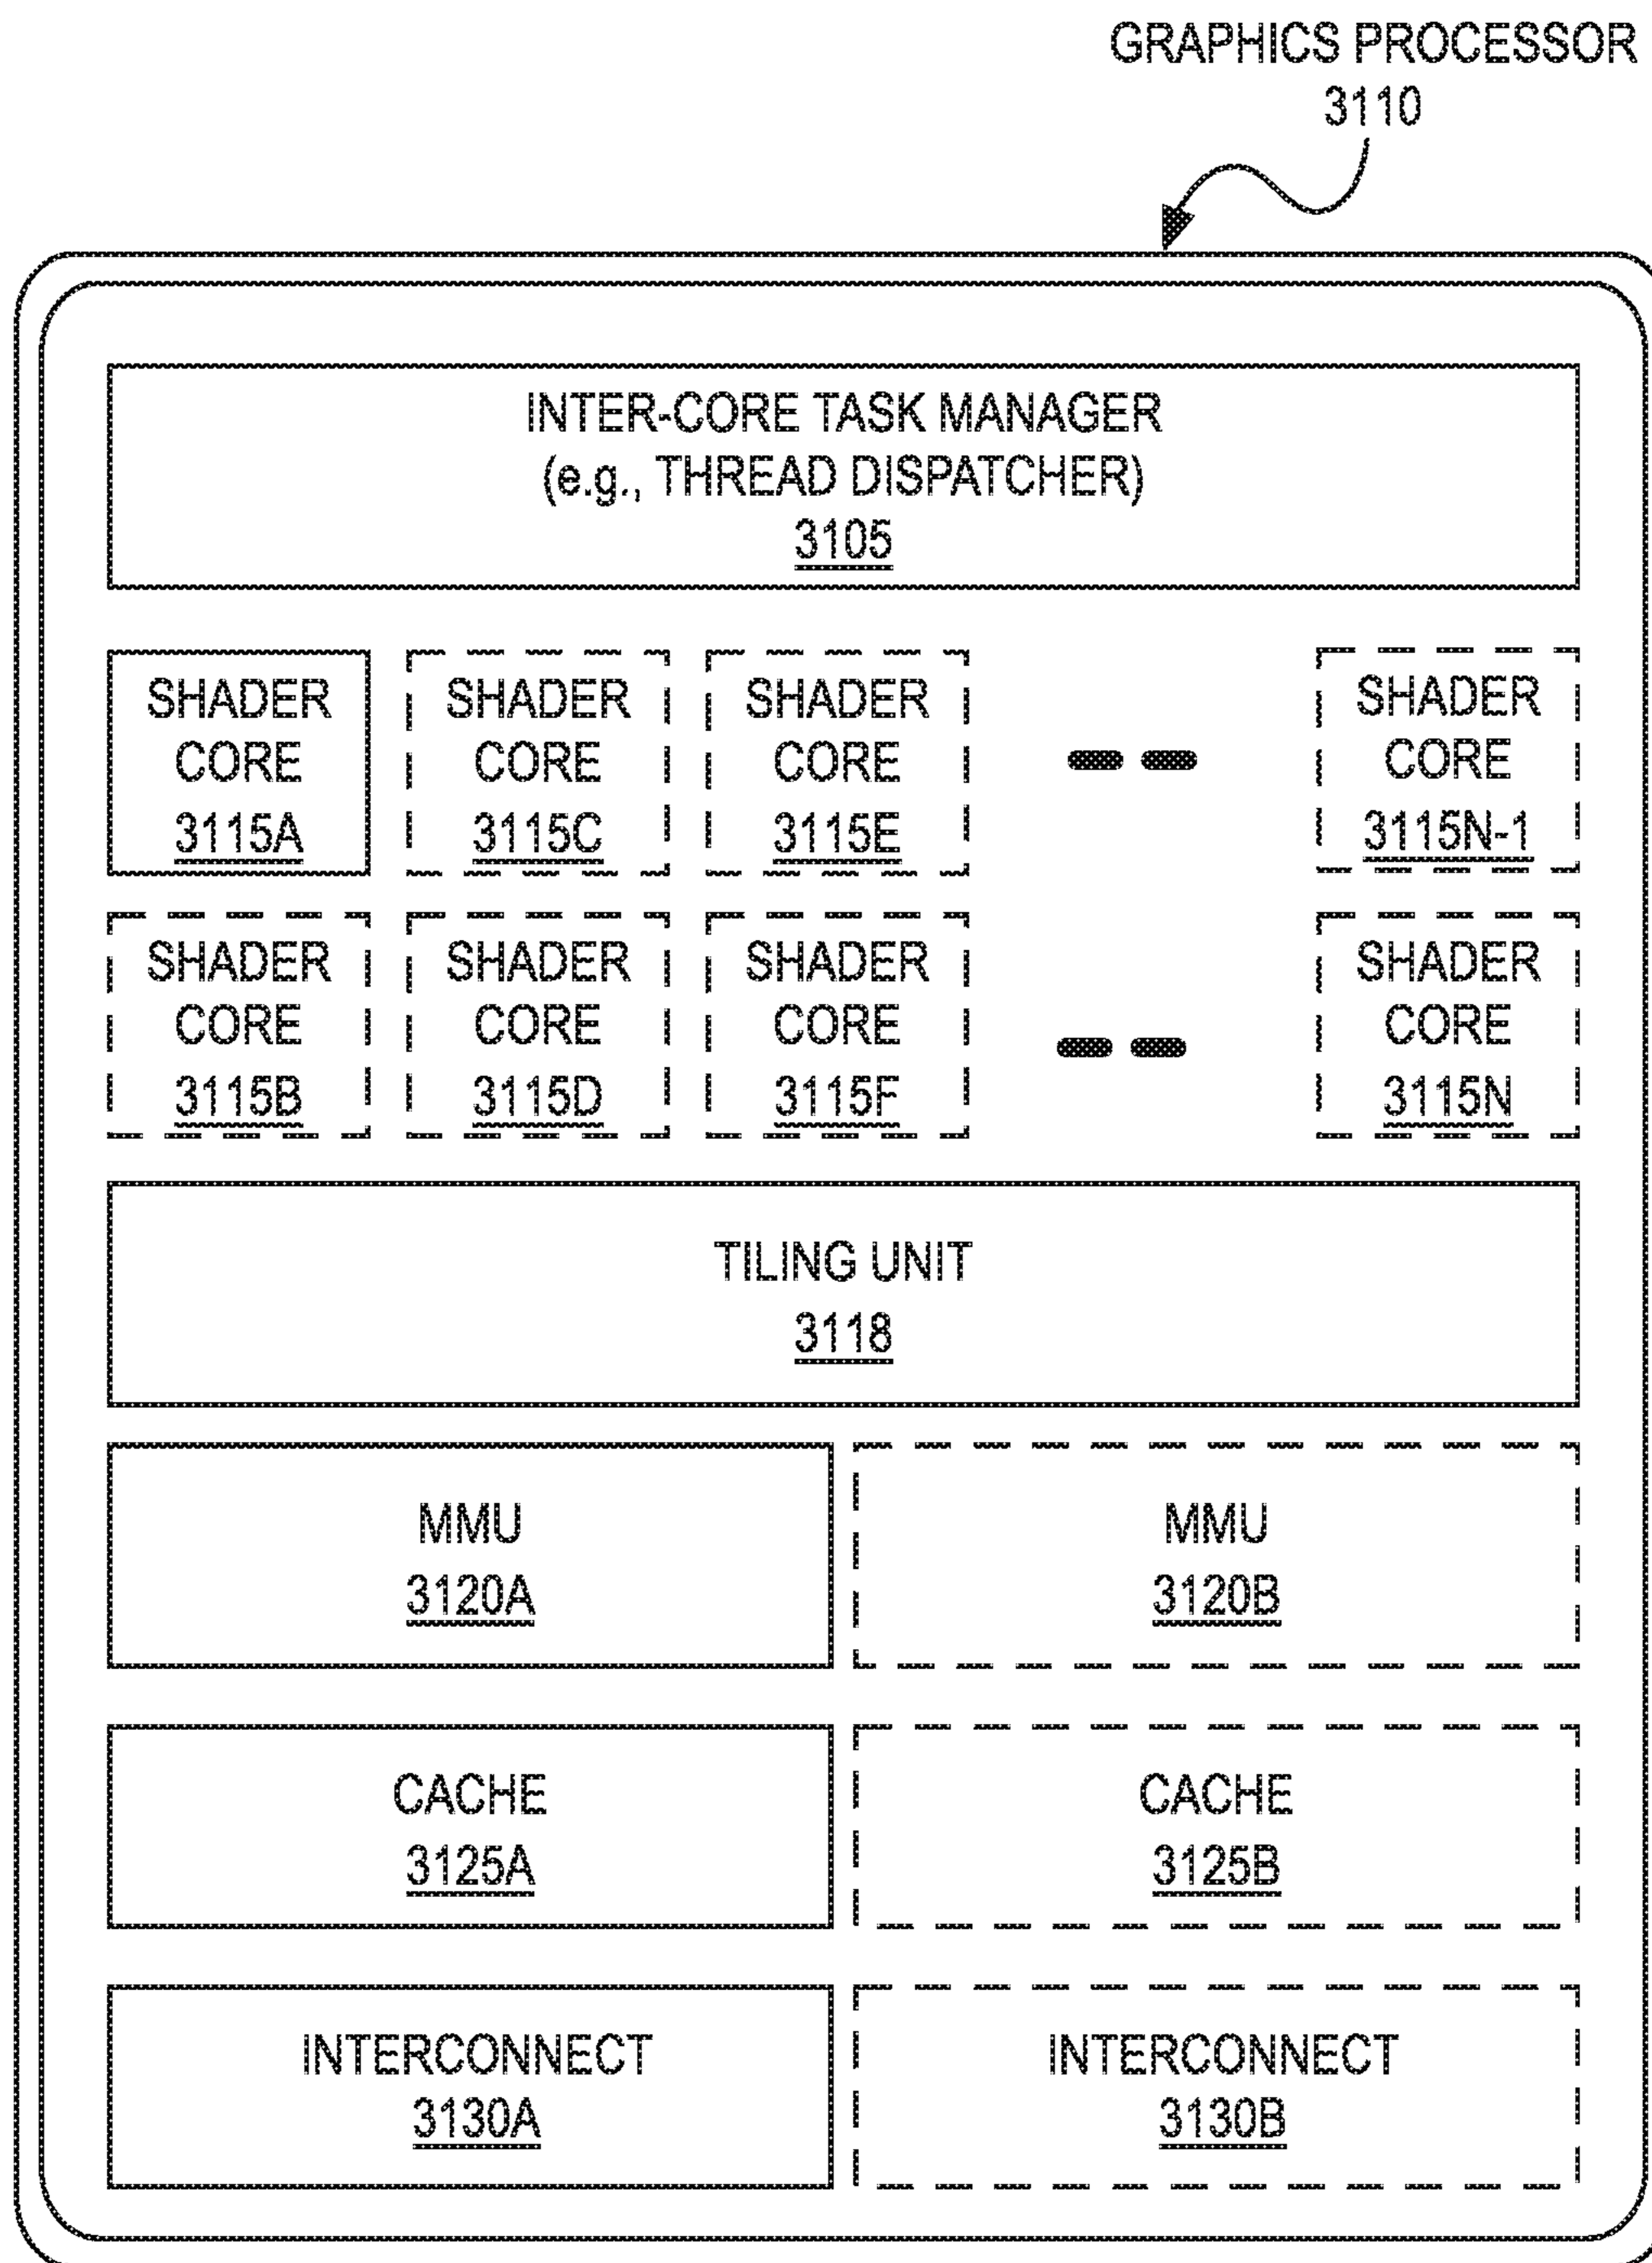 GRAPHICS PROCESSOR
3110
INTER-CORE TASK MANAGER
(e.g., THREAD DISPATCHER)
3105
SHADER
CORE
3115A
SHADER
CORE
3115C
SHADER
CORE
3115E
SHADER
CORE
3115N-1
SHADER
CORE
3115B
SHADER
CORE
3115D
SHADER
CORE
3115F
SHADER
CORE
3115N
TILING UNIT
3118
MMU
3120A
MMU
3120B
CACHE
3125A
CACHE
3125B
INTERCONNECT
3130A
INTERCONNECT
3130B